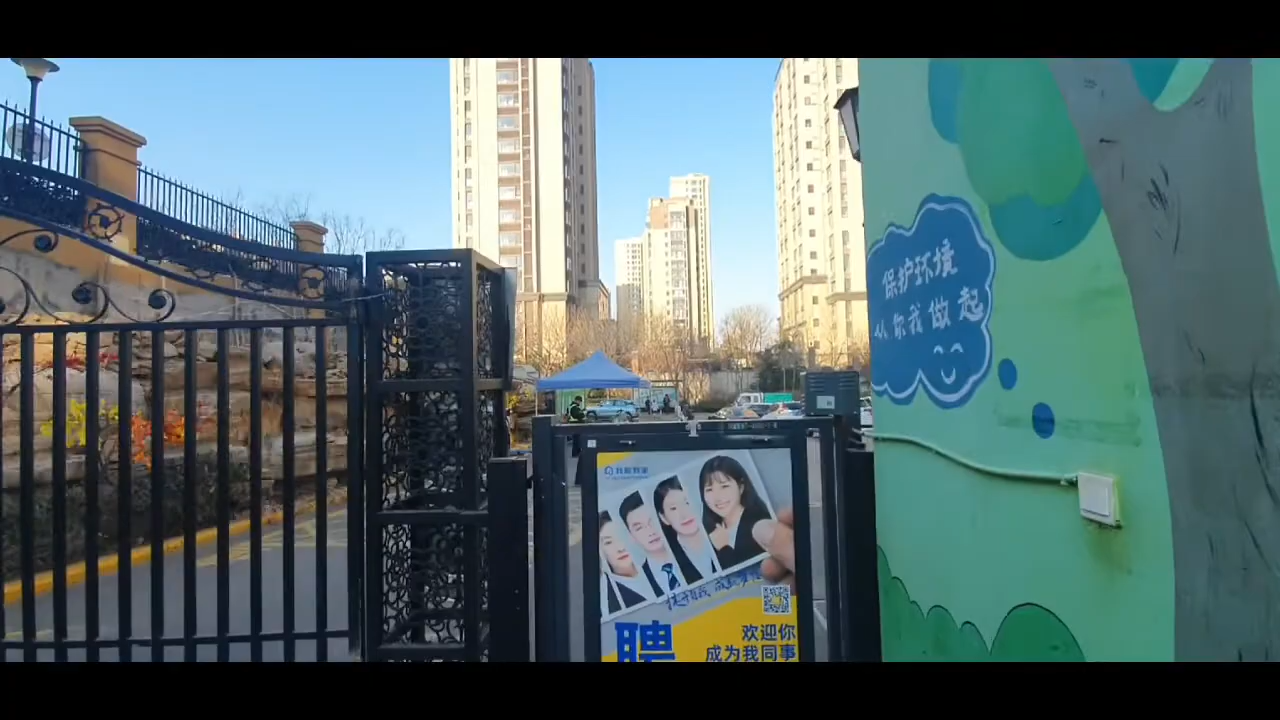 保护环境
从你我做起
我爱我家
聘
欢迎你
成为我同事